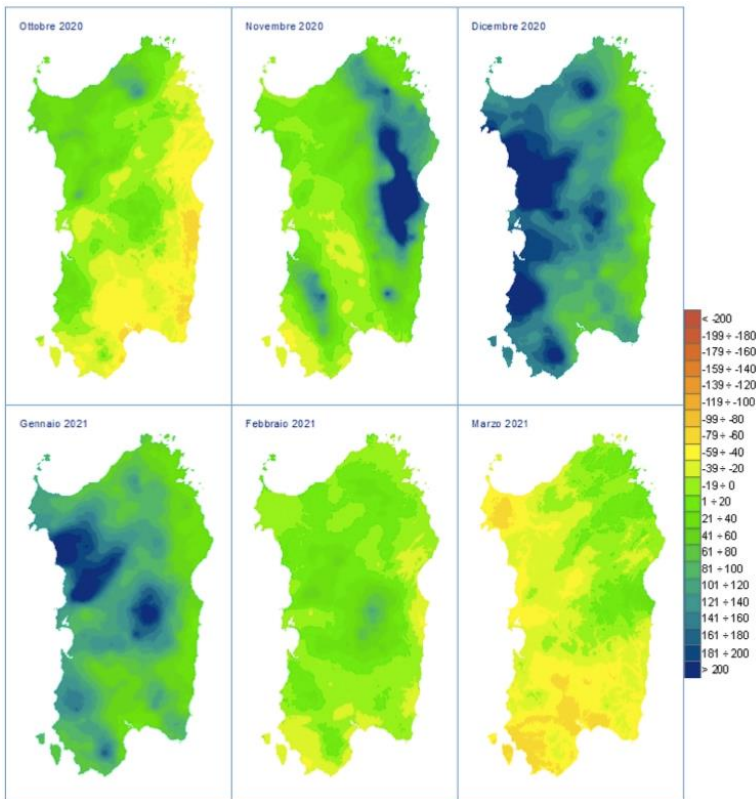 Ottobre 2020
Novembre 2020
Dicembre 2020
Gennaio 2021
Febbraio 2021
Marzo 2021
< -200
-199 ÷ -180
-179 ÷ -160
-159 ÷ -140
-139 ÷ -120
-119 ÷ -100
-99 ÷ -80
-79 ÷ -60
-59 ÷ -40
-39 ÷ -20
-19 ÷ 0
1 ÷ 20
21 ÷ 40
41 ÷ 60
61 ÷ 80
81 ÷ 100
101 ÷ 120
121 ÷ 140
141 ÷ 160
161 ÷ 180
181 ÷ 200
> 200